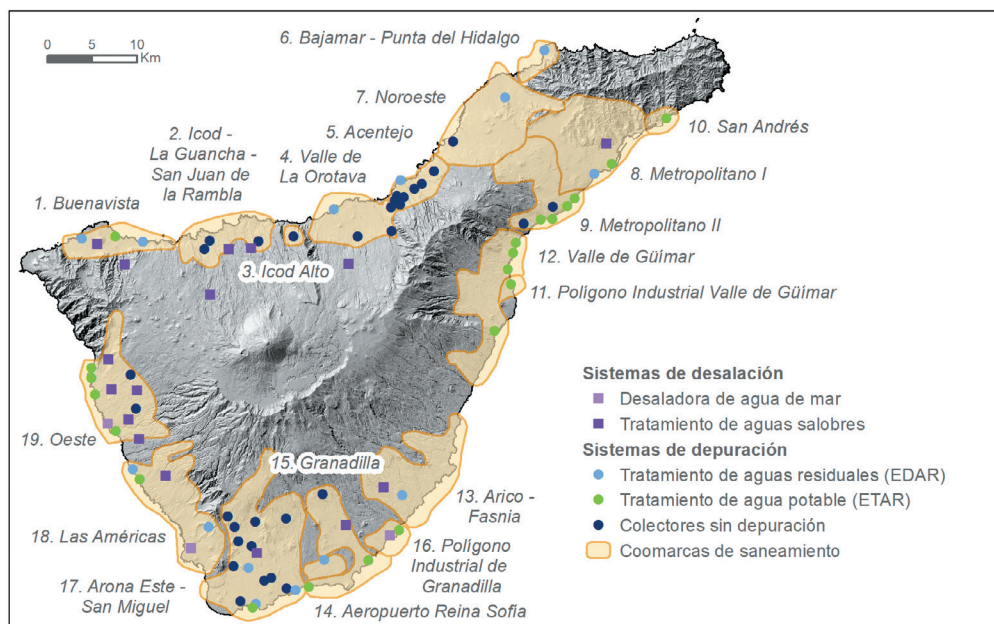 0 5 10
Km
6. Bajamar - Punta del Hidalgo
7. Noroeste
2. Icod -
La Guancha -
San Juan de
la Rambla
5. Acentejo
4. Valle de
La Orotava
10. San Andrés
8. Metropolitano I
1. Buenavista
9. Metropolitano II
12. Valle de Güímar
3. Icod Alto
11. Poligono Industrial Valle de Güímar
Sistemas de desalación
Desaladora de agua de mar
Tratamiento de aguas salobres
Sistemas de depuración
Tratamiento de aguas residuales (EDAR)
Tratamiento de agua potable (ETAR)
Colectores sin depuración
Coomarcas de saneamiento
19. Oeste
15. Granadilla
13. Arico -
Fasnia
18. Las Américas
16. Polígono
Industrial de
Granadilla
17. Arona Este -
San Miguel
14. Aeropuerto Reina Sofía